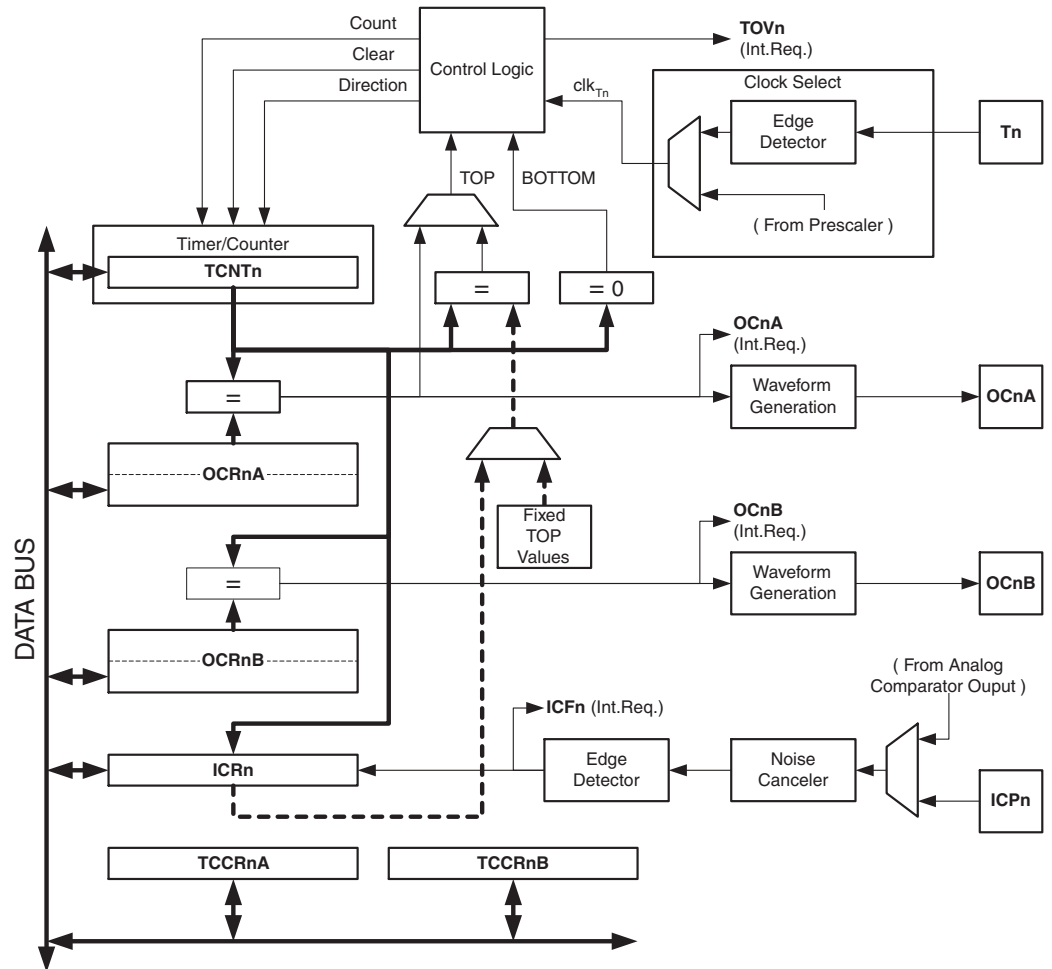 Count
Clear
Direction
Control Logic
TOVn
(Int.Req.)
Clock Select
clkTn
Edge
Detector
Tn
( From Prescaler )
TOP
BOTTOM
Timer/Counter
TCNTn
=
= 0
OCnA
(Int.Req.)
=
Waveform
Generation
OCnA
OCRnA
Fixed
TOP
Values
OCnB
(Int.Req.)
=
Waveform
Generation
OCnB
OCRnB
DATA BUS
( From Analog
Comparator Ouput )
ICFn (Int.Req.)
ICRn
Edge
Detector
Noise
Canceler
ICPn
TCCRnA
TCCRnB